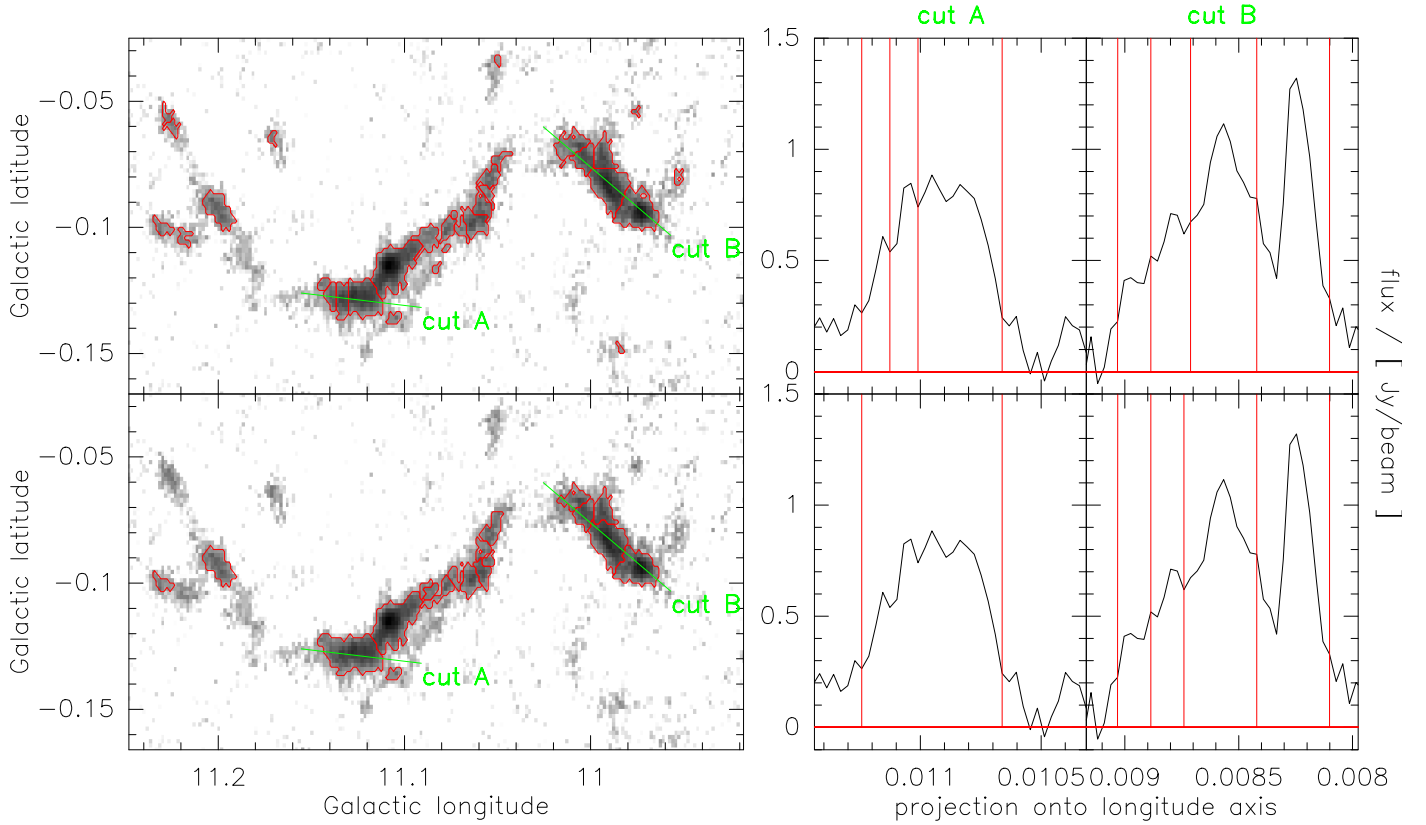 cut A
cut B
1.5
1
0.5
0
−0.05
−0.1
−0.15
Galactic latitude
cut B
cut A
1.5
1
0.5
0
−0.05
−0.1
−0.15
Galactic latitude
cut B
cut A
flux / [ Jy/beam ]
11.2
11.1
11
Galactic longitude
0.011
0.0105
0.009
0.0085
0.008
projection onto longitude axis